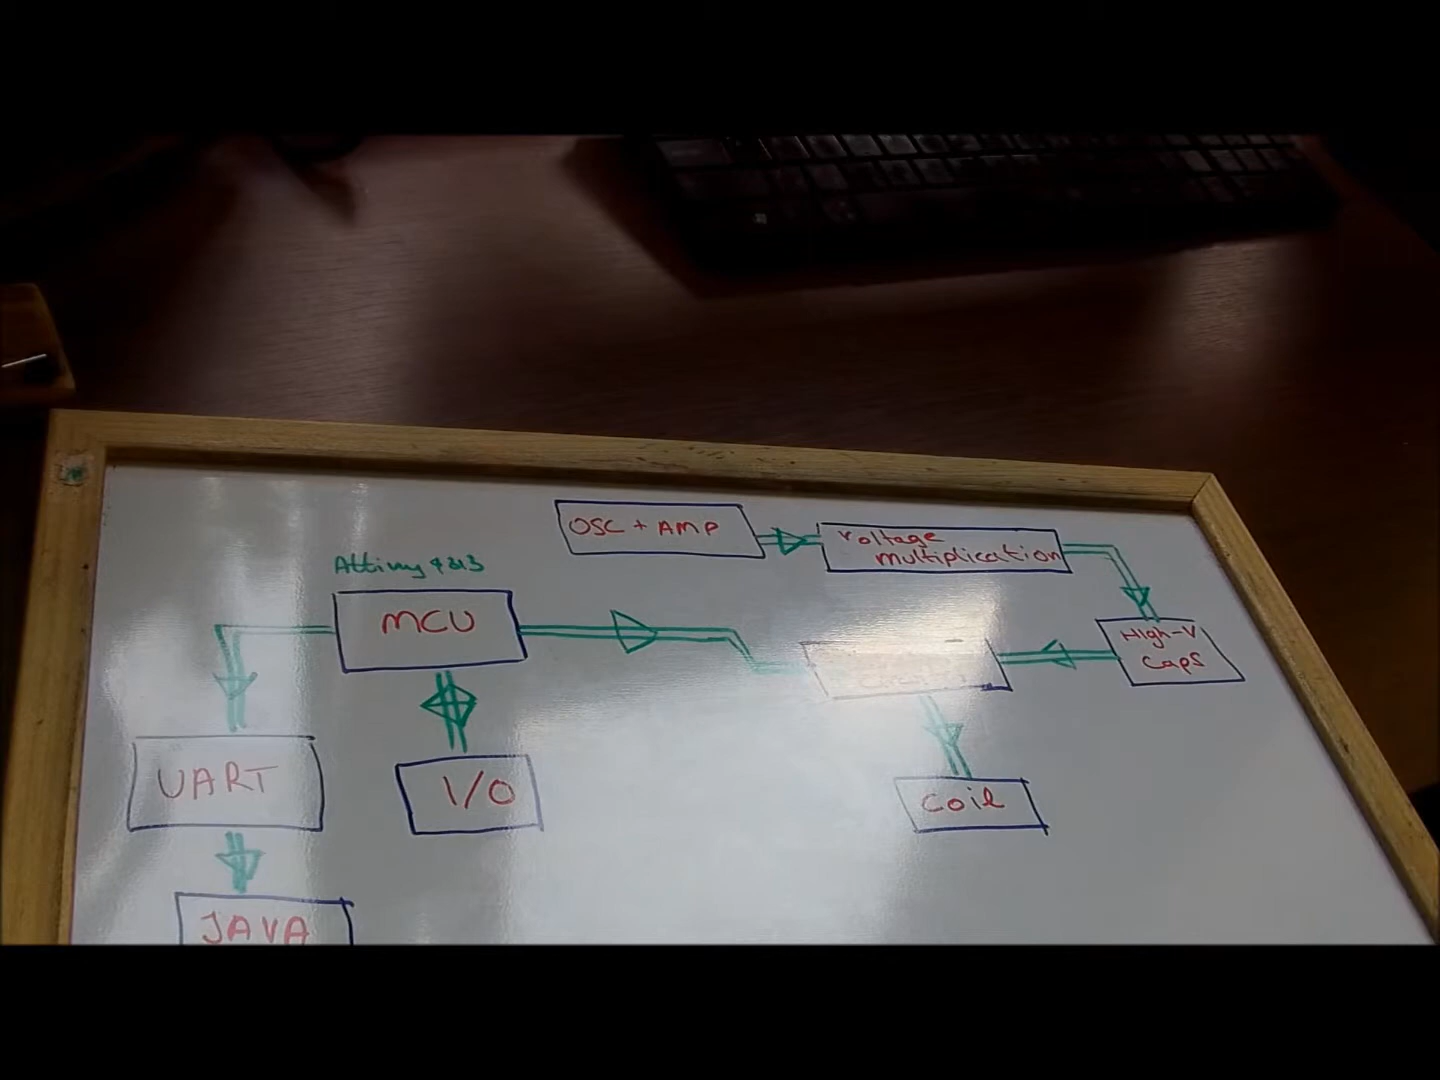 OSC + AMP
Voltage
multiplication
Attiny 4313
MCU
High-V
Caps
UART
I/O
Coil
JAVA